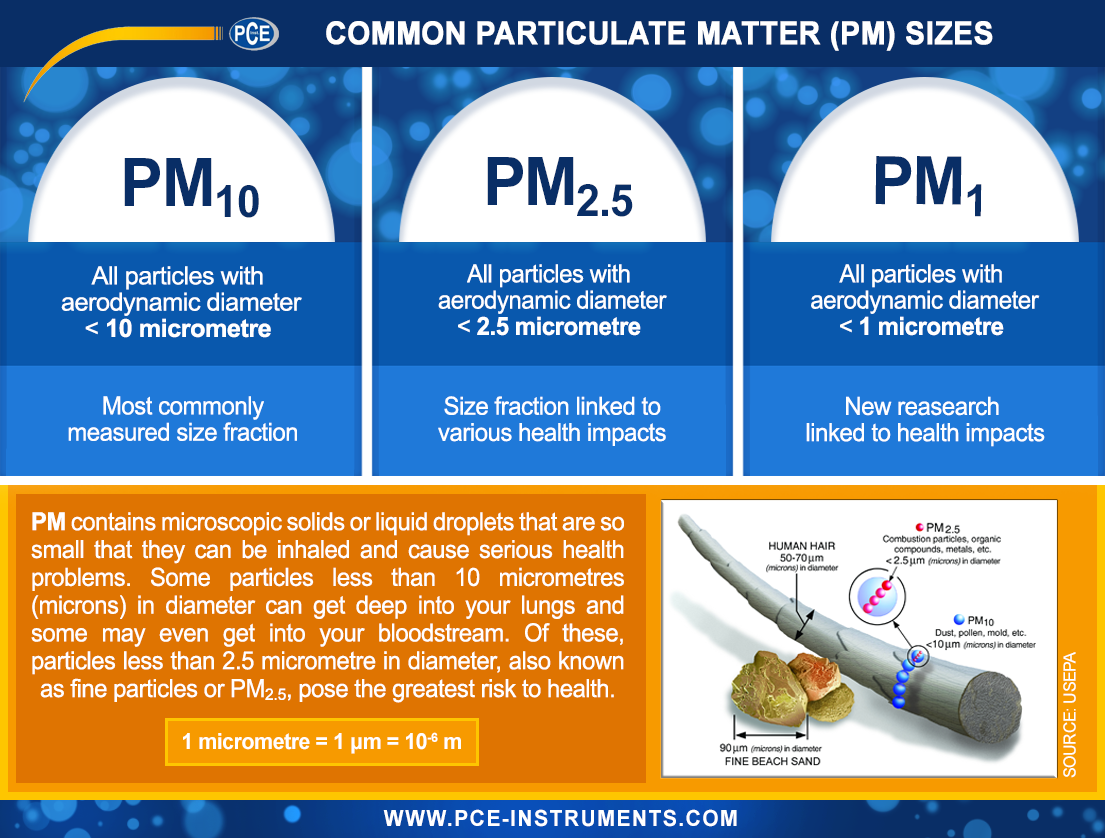 PCE
COMMON PARTICULATE MATTER (PM) SIZES
PM10
All particles with
aerodynamic diameter
< 10 micrometre
Most commonly
measured size fraction
PM2.5
All particles with
aerodynamic diameter
< 2.5 micrometre
Size fraction linked to
various health impacts
PM1
All particles with
aerodynamic diameter
< 1 micrometre
New reasearch
linked to health impacts
PM contains microscopic solids or liquid droplets that are so
small that they can be inhaled and cause serious health
problems. Some particles less than 10 micrometres
(microns) in diameter can get deep into your lungs and
some may even get into your bloodstream. Of these,
particles less than 2.5 micrometre in diameter, also known
as fine particles or PM2.5, pose the greatest risk to health.
1 micrometre = 1 µm = 10⁻⁶ m
HUMAN HAIR
50-70µm
(microns) in diameter
PM2.5
Combustion particles, organic
compounds, metals, etc.
<2.5µm (microns) in diameter
PM10
Dust, pollen, mold, etc.
<10µm (microns) in diameter
90µm (microns) in diameter
FINE BEACH SAND
SOURCE: USEPA
WWW.PCE-INSTRUMENTS.COM